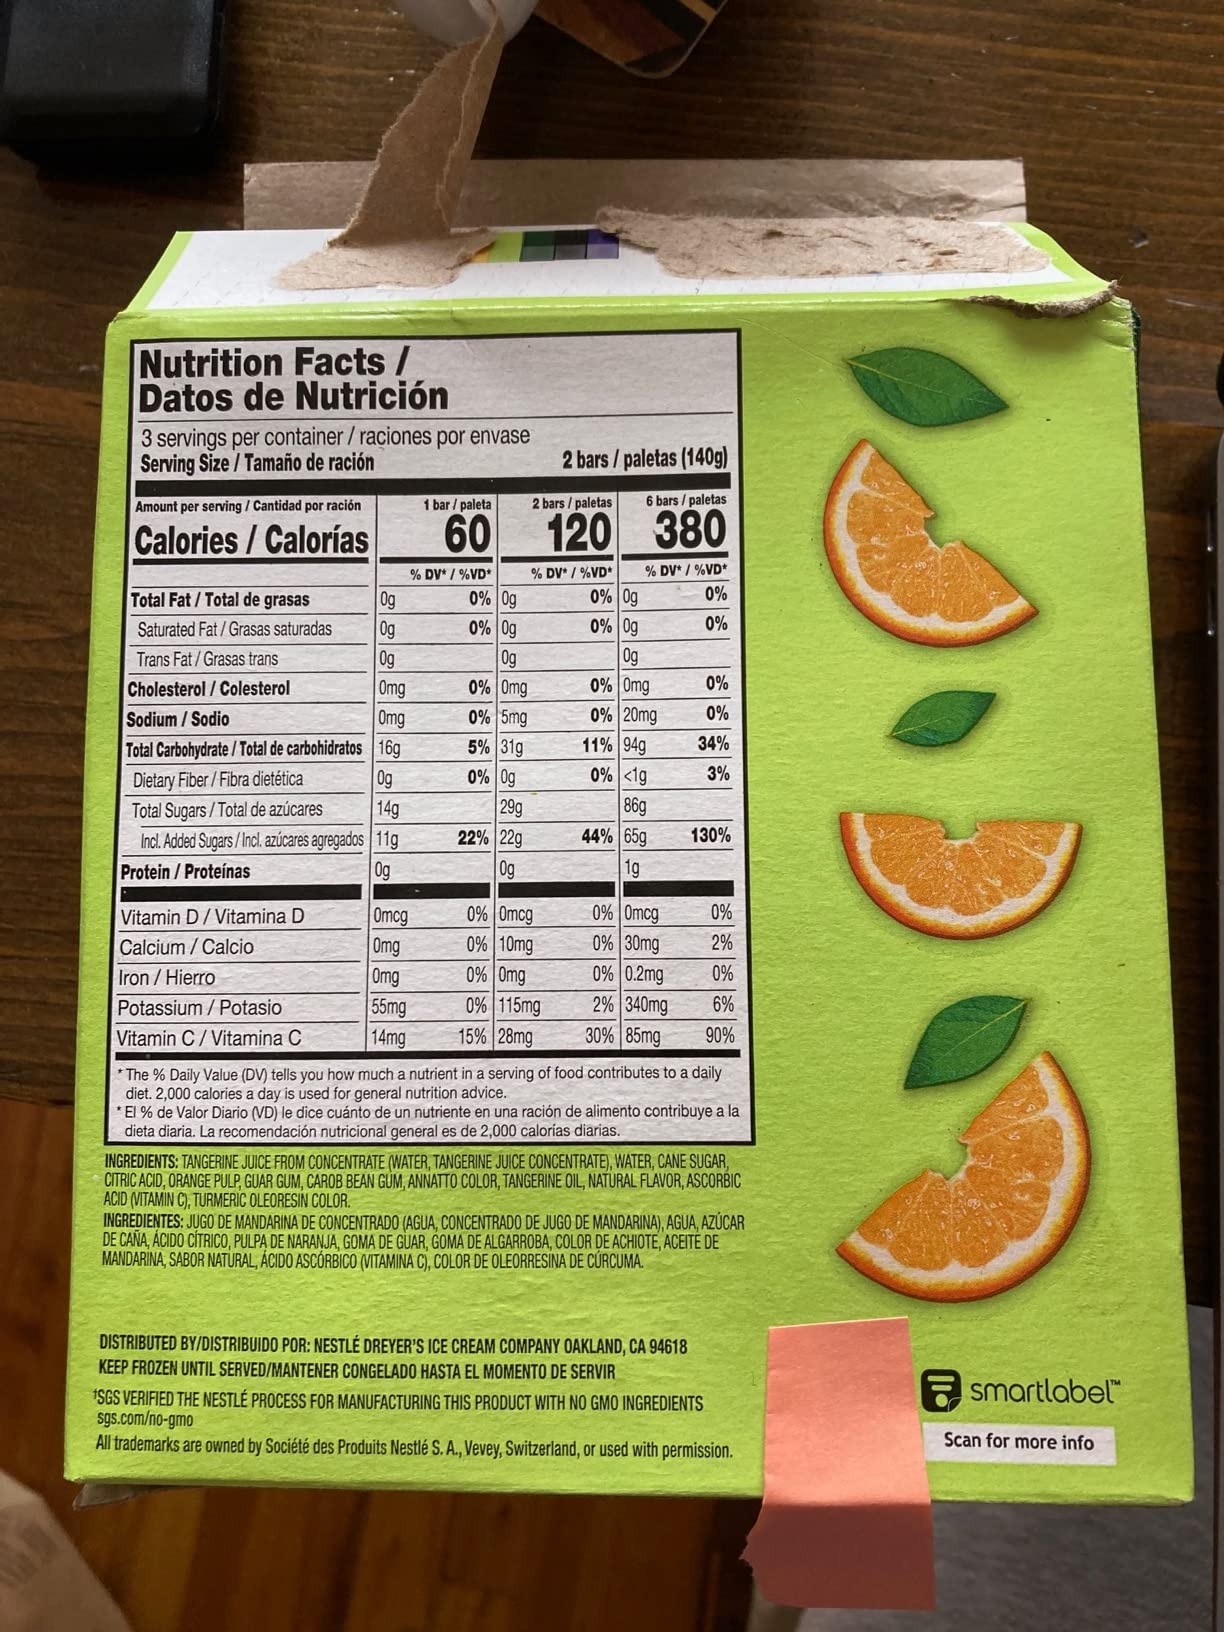 Nutrition Facts /
Datos de Nutrición
3 servings per container / raciones por envase
Serving Size / Tamaño de ración 2 bars / paletas (140g)
Amount per serving / Cantidad por ración 1 bar / paleta 2 bars / paletas 6 bars / paletas
Calories / Calorías 60 120 380
% DV* / %VD* % DV* / %VD* % DV* / %VD*
Total Fat / Total de grasas 0g 0% 0g 0% 0g 0%
Saturated Fat / Grasas saturadas 0g 0% 0g 0% 0g 0%
Trans Fat / Grasas trans 0g 0g 0g
Cholesterol / Colesterol 0mg 0% 0mg 0% 0mg 0%
Sodium / Sodio 0mg 0% 5mg 0% 20mg 0%
Total Carbohydrate / Total de carbohidratos 16g 5% 31g 11% 94g 34%
Dietary Fiber / Fibra dietética 0g 0% 0g 0% <1g 3%
Total Sugars / Total de azúcares 14g 29g 86g
Incl. Added Sugars / Incl. azúcares agregados 11g 22% 22g 44% 65g 130%
Protein / Proteínas 0g 0g 1g
Vitamin D / Vitamina D 0mcg 0% 0mcg 0% 0mcg 0%
Calcium / Calcio 0mg 0% 10mg 0% 30mg 2%
Iron / Hierro 0mg 0% 0mg 0% 0.2mg 0%
Potassium / Potasio 55mg 0% 115mg 2% 340mg 6%
Vitamin C / Vitamina C 14mg 15% 28mg 30% 85mg 90%
* The % Daily Value (DV) tells you how much a nutrient in a serving of food contributes to a daily
diet. 2,000 calories a day is used for general nutrition advice.
* El % de Valor Diario (VD) le dice cuánto de un nutriente en una ración de alimento contribuye a la
dieta diaria. La recomendación nutricional general es de 2,000 calorías diarias.
INGREDIENTS: TANGERINE JUICE FROM CONCENTRATE (WATER, TANGERINE JUICE CONCENTRATE), WATER, CANE SUGAR,
CITRIC ACID, ORANGE PULP, GUAR GUM, CAROB BEAN GUM, ANNATTO COLOR, TANGERINE OIL, NATURAL FLAVOR, ASCORBIC
ACID (VITAMIN C), TURMERIC OLEORESIN COLOR.
INGREDIENTES: JUGO DE MANDARINA DE CONCENTRADO (AGUA, CONCENTRADO DE JUGO DE MANDARINA), AGUA, AZÚCAR
DE CAÑA, ÁCIDO CÍTRICO, PULPA DE NARANJA, GOMA DE GUAR, GOMA DE ALGARROBA, COLOR DE ACHIOTE, ACEITE DE
MANDARINA, SABOR NATURAL, ÁCIDO ASCÓRBICO (VITAMINA C), COLOR DE OLEORRESINA DE CÚRCUMA.
DISTRIBUTED BY/DISTRIBUIDO POR: NESTLÉ DREYER'S ICE CREAM COMPANY OAKLAND, CA 94618
KEEP FROZEN UNTIL SERVED/MANTENER CONGELADO HASTA EL MOMENTO DE SERVIR
†SGS VERIFIED THE NESTLÉ PROCESS FOR MANUFACTURING THIS PRODUCT WITH NO GMO INGREDIENTS
sgs.com/no-gmo
All trademarks are owned by Société des Produits Nestlé S. A., Vevey, Switzerland, or used with permission.
smartlabel™
Scan for more info